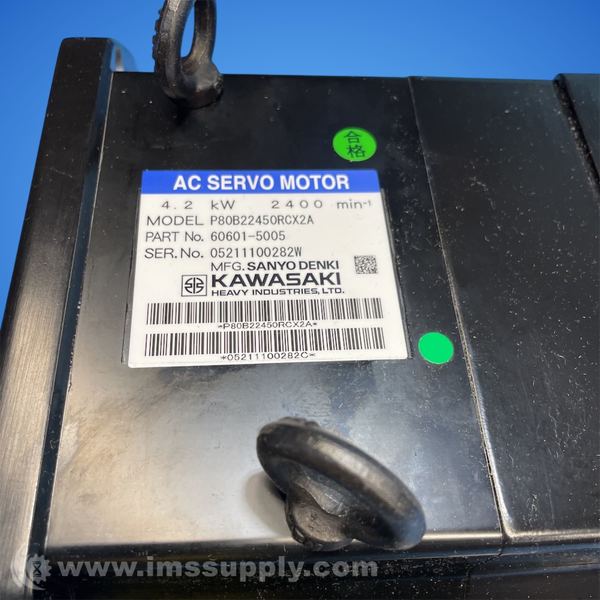 合格
AC SERVO MOTOR
4.2 kW 2400 min-1
MODEL P80B22450RCX2A
PART No. 60601-5005
SER.No. 05211100282W
MFG. SANYO DENKI
KAWASAKI
HEAVY INDUSTRIES, LTD.
*P80B22450RCX2A*
*05211100282C*
www.imssupply.com